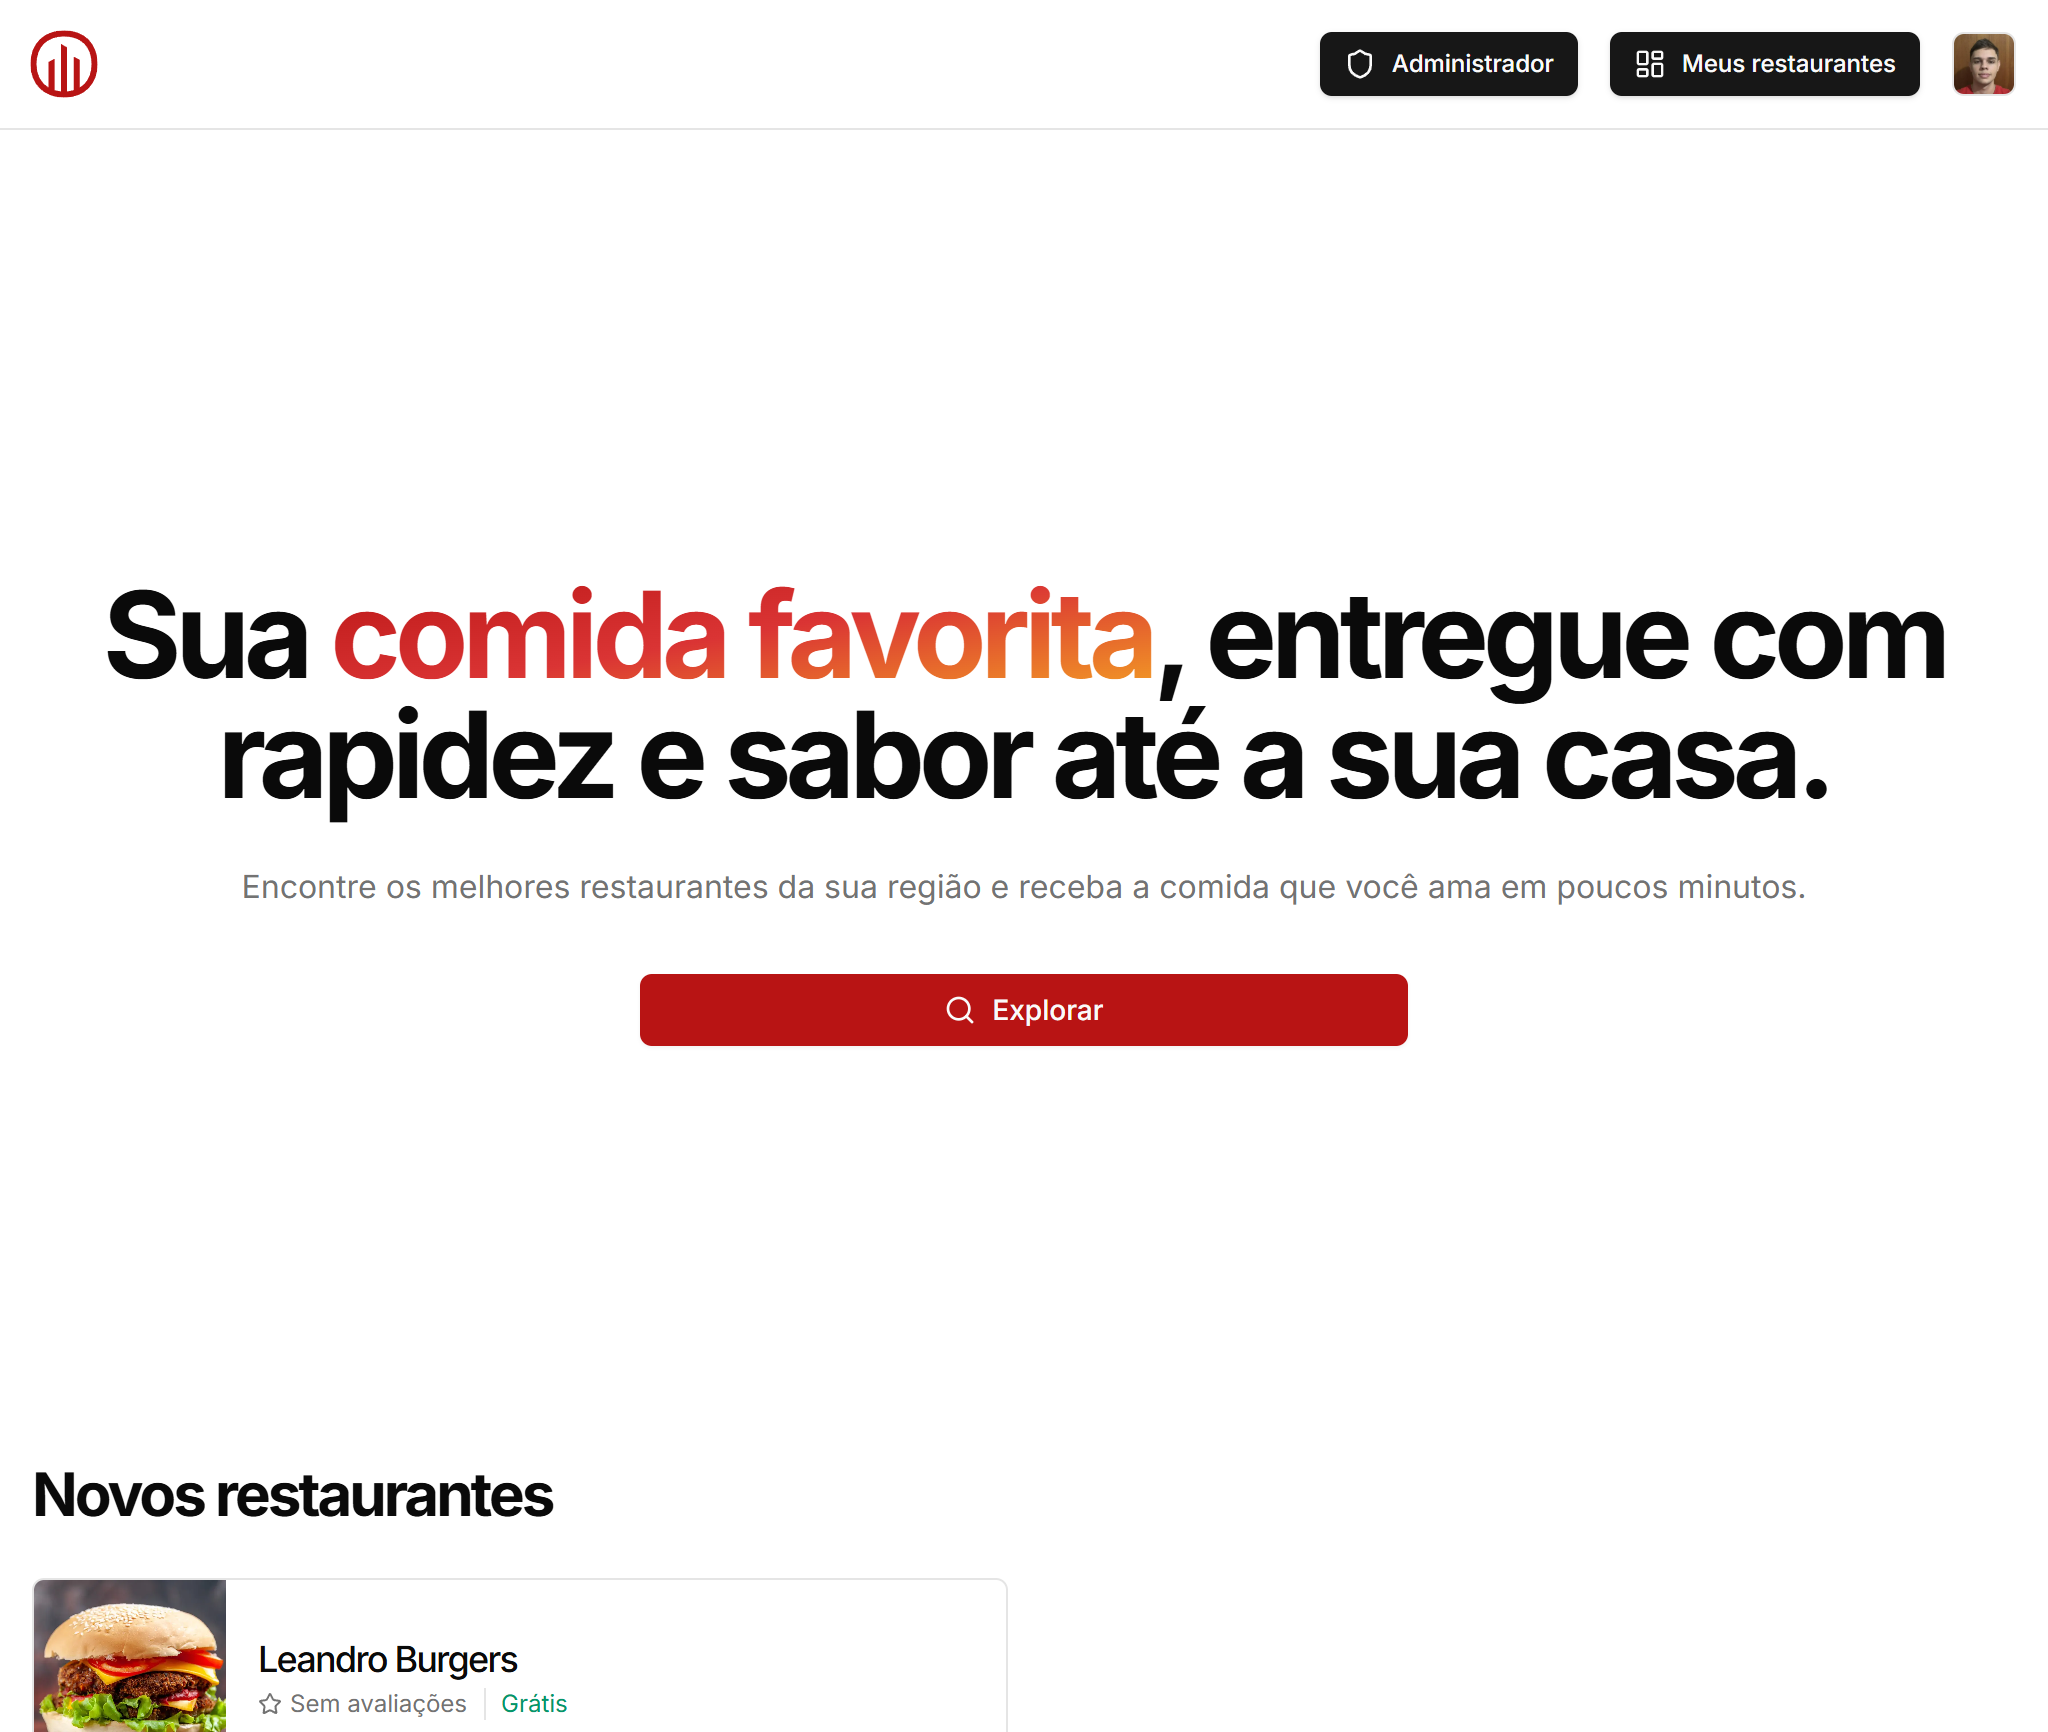 Administrador
Meus restaurantes
Sua comida favorita, entregue com
rapidez e sabor até a sua casa.
Encontre os melhores restaurantes da sua região e receba a comida que você ama em poucos minutos.
Explorar
Novos restaurantes
Leandro Burgers
Sem avaliações
Grátis